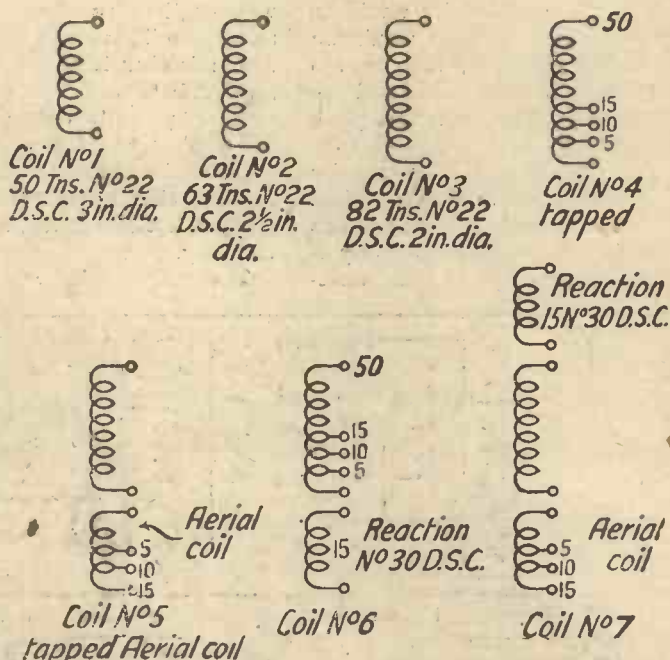 Coil Nº1
50 Tns. Nº22
D.S.C. 3in.dia.
Coil Nº2
63 Tns. Nº22
D.S.C. 2½in.
dia.
Coil Nº3
82 Tns. Nº22
D.S.C. 2in.dia.
50
15
10
5
Coil Nº4
tapped
5
10
15
Aerial
coil
Coil Nº5
tapped Aerial coil
50
15
10
5
15
Reaction
Nº30 D.S.C.
Coil Nº6
Reaction
15 Nº30 D.S.C.
5
10
15
Aerial
coil
Coil Nº7